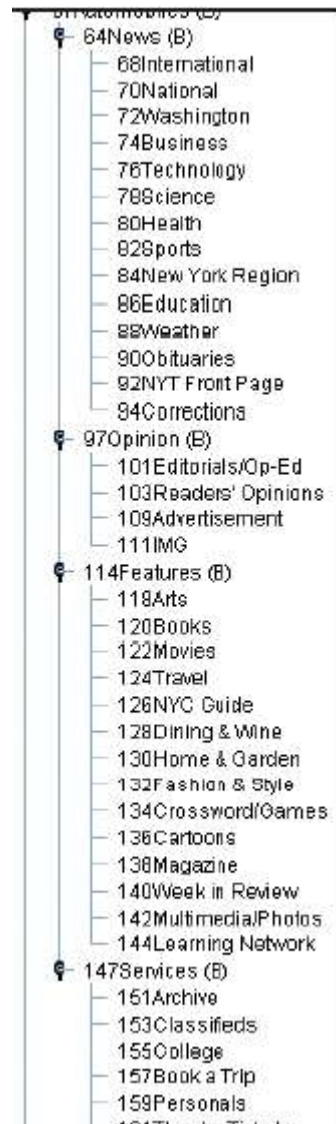 64News (B)
68International
70National
72Washington
74Business
76Technology
78Science
80Health
82Sports
84New York Region
86Education
88Weather
90Obituaries
92NYT Front Page
94Corrections
97Opinion (B)
101Editorials/Op-Ed
103Readers' Opinions
109Advertisement
111IMG
114Features (B)
118Arts
120Books
122Movies
124Travel
126NYC Guide
128Dining & Wine
130Home & Garden
132Fashion & Style
134Crossword/Games
136Cartoons
138Magazine
140Week in Review
142Multimedia/Photos
144Learning Network
147Services (B)
151Archive
153Classifieds
155College
157Book a Trip
159Personals